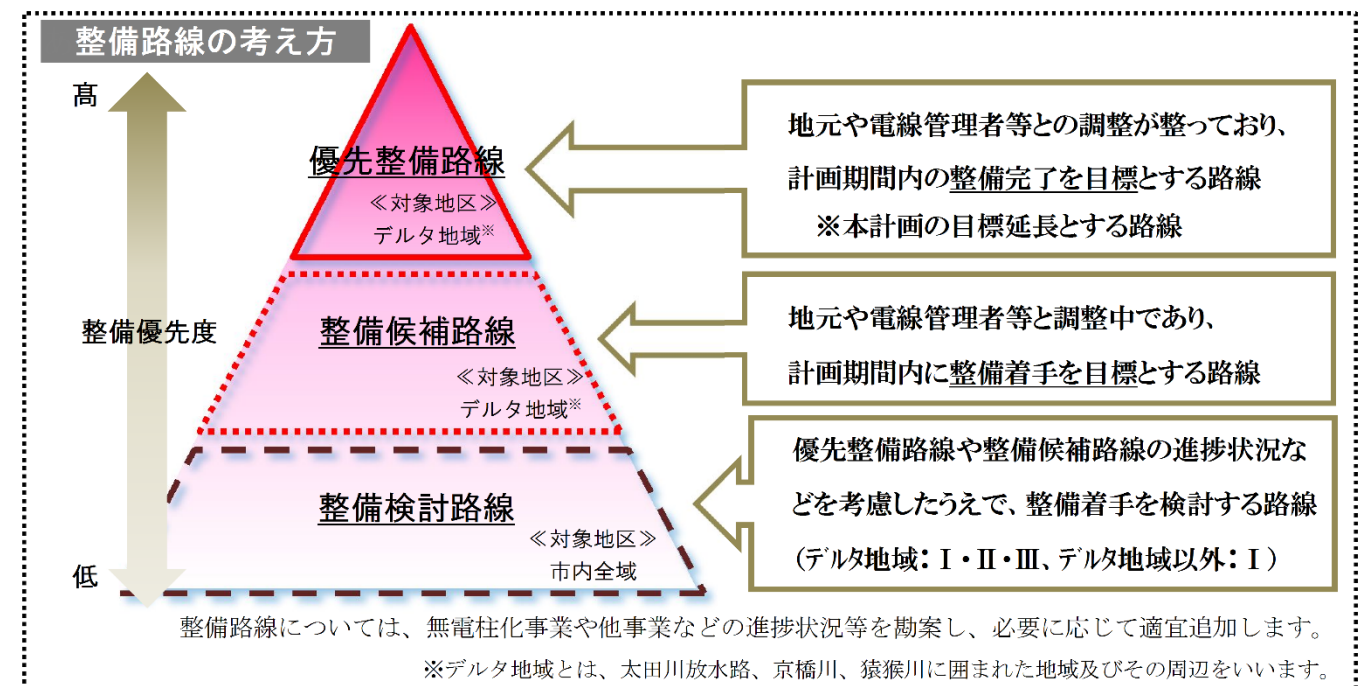 整備路線の考え方
高
整備優先度
低
優先整備路線
≪対象地区≫
デルタ地域※
地元や電線管理者等との調整が整っており、
計画期間内の整備完了を目標とする路線
※本計画の目標延長とする路線
整備候補路線
≪対象地区≫
デルタ地域※
地元や電線管理者等と調整中であり、
計画期間内に整備着手を目標とする路線
整備検討路線
≪対象地区≫
市内全域
優先整備路線や整備候補路線の進捗状況な
どを考慮したうえで、整備着手を検討する路線
（デルタ地域：Ⅰ・Ⅱ・Ⅲ、デルタ地域以外：Ⅰ）
整備路線については、無電柱化事業や他事業などの進捗状況等を勘案し、必要に応じて適宜追加します。
※デルタ地域とは、太田川放水路、京橋川、猿猴川に囲まれた地域及びその周辺をいいます。